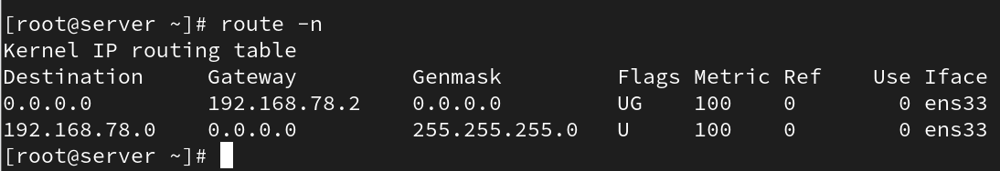 [root@server ~]# route -n
Kernel IP routing table
Destination     Gateway         Genmask         Flags Metric Ref    Use Iface
0.0.0.0         192.168.78.2    0.0.0.0         UG    100    0        0 ens33
192.168.78.0    0.0.0.0         255.255.255.0   U     100    0        0 ens33
[root@server ~]#